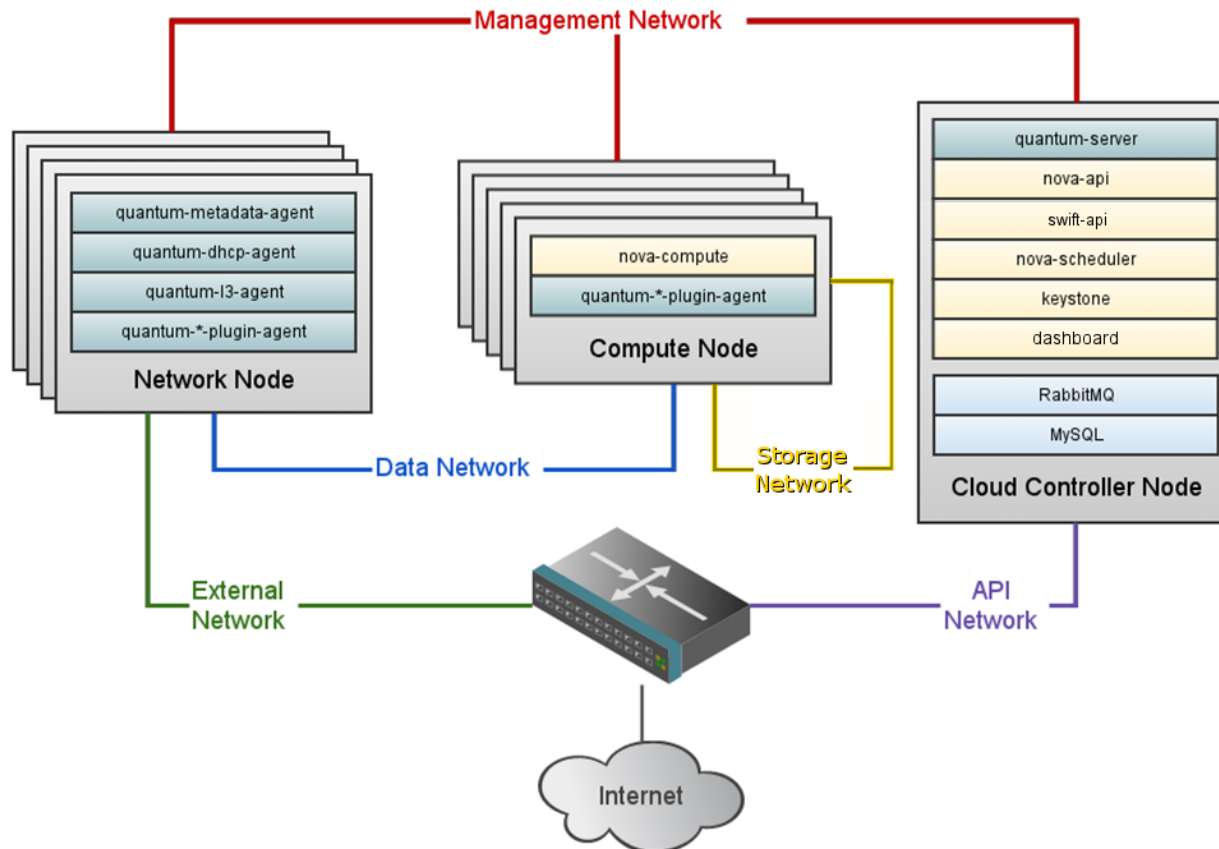 Management Network
quantum-metadata-agent
quantum-dhcp-agent
quantum-l3-agent
quantum-*-plugin-agent
Network Node
nova-compute
quantum-*-plugin-agent
Compute Node
quantum-server
nova-api
swift-api
nova-scheduler
keystone
dashboard
RabbitMQ
MySQL
Cloud Controller Node
Data Network
Storage
Network
External
Network
API
Network
Internet